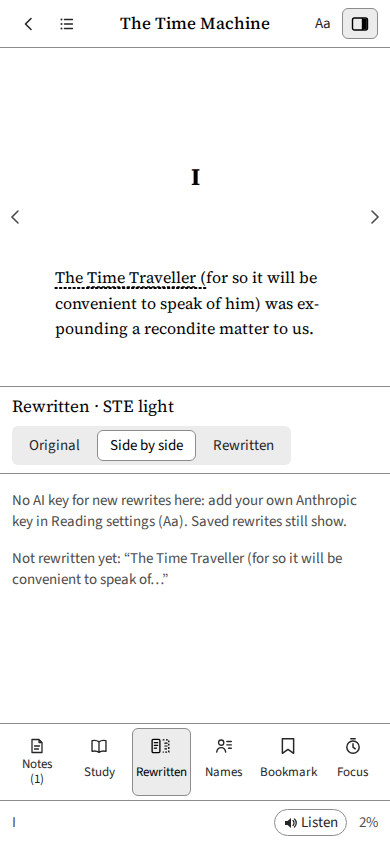 The Time Machine
Aa
I
The Time Traveller (for so it will be
convenient to speak of him) was ex-
pounding a recondite matter to us.
Rewritten · STE light
Original
Side by side
Rewritten
No AI key for new rewrites here: add your own Anthropic
key in Reading settings (Aa). Saved rewrites still show.
Not rewritten yet: “The Time Traveller (for so it will be
convenient to speak of…”
Notes
(1)
Study
Rewritten
Names
Bookmark
Focus
I
Listen
2%